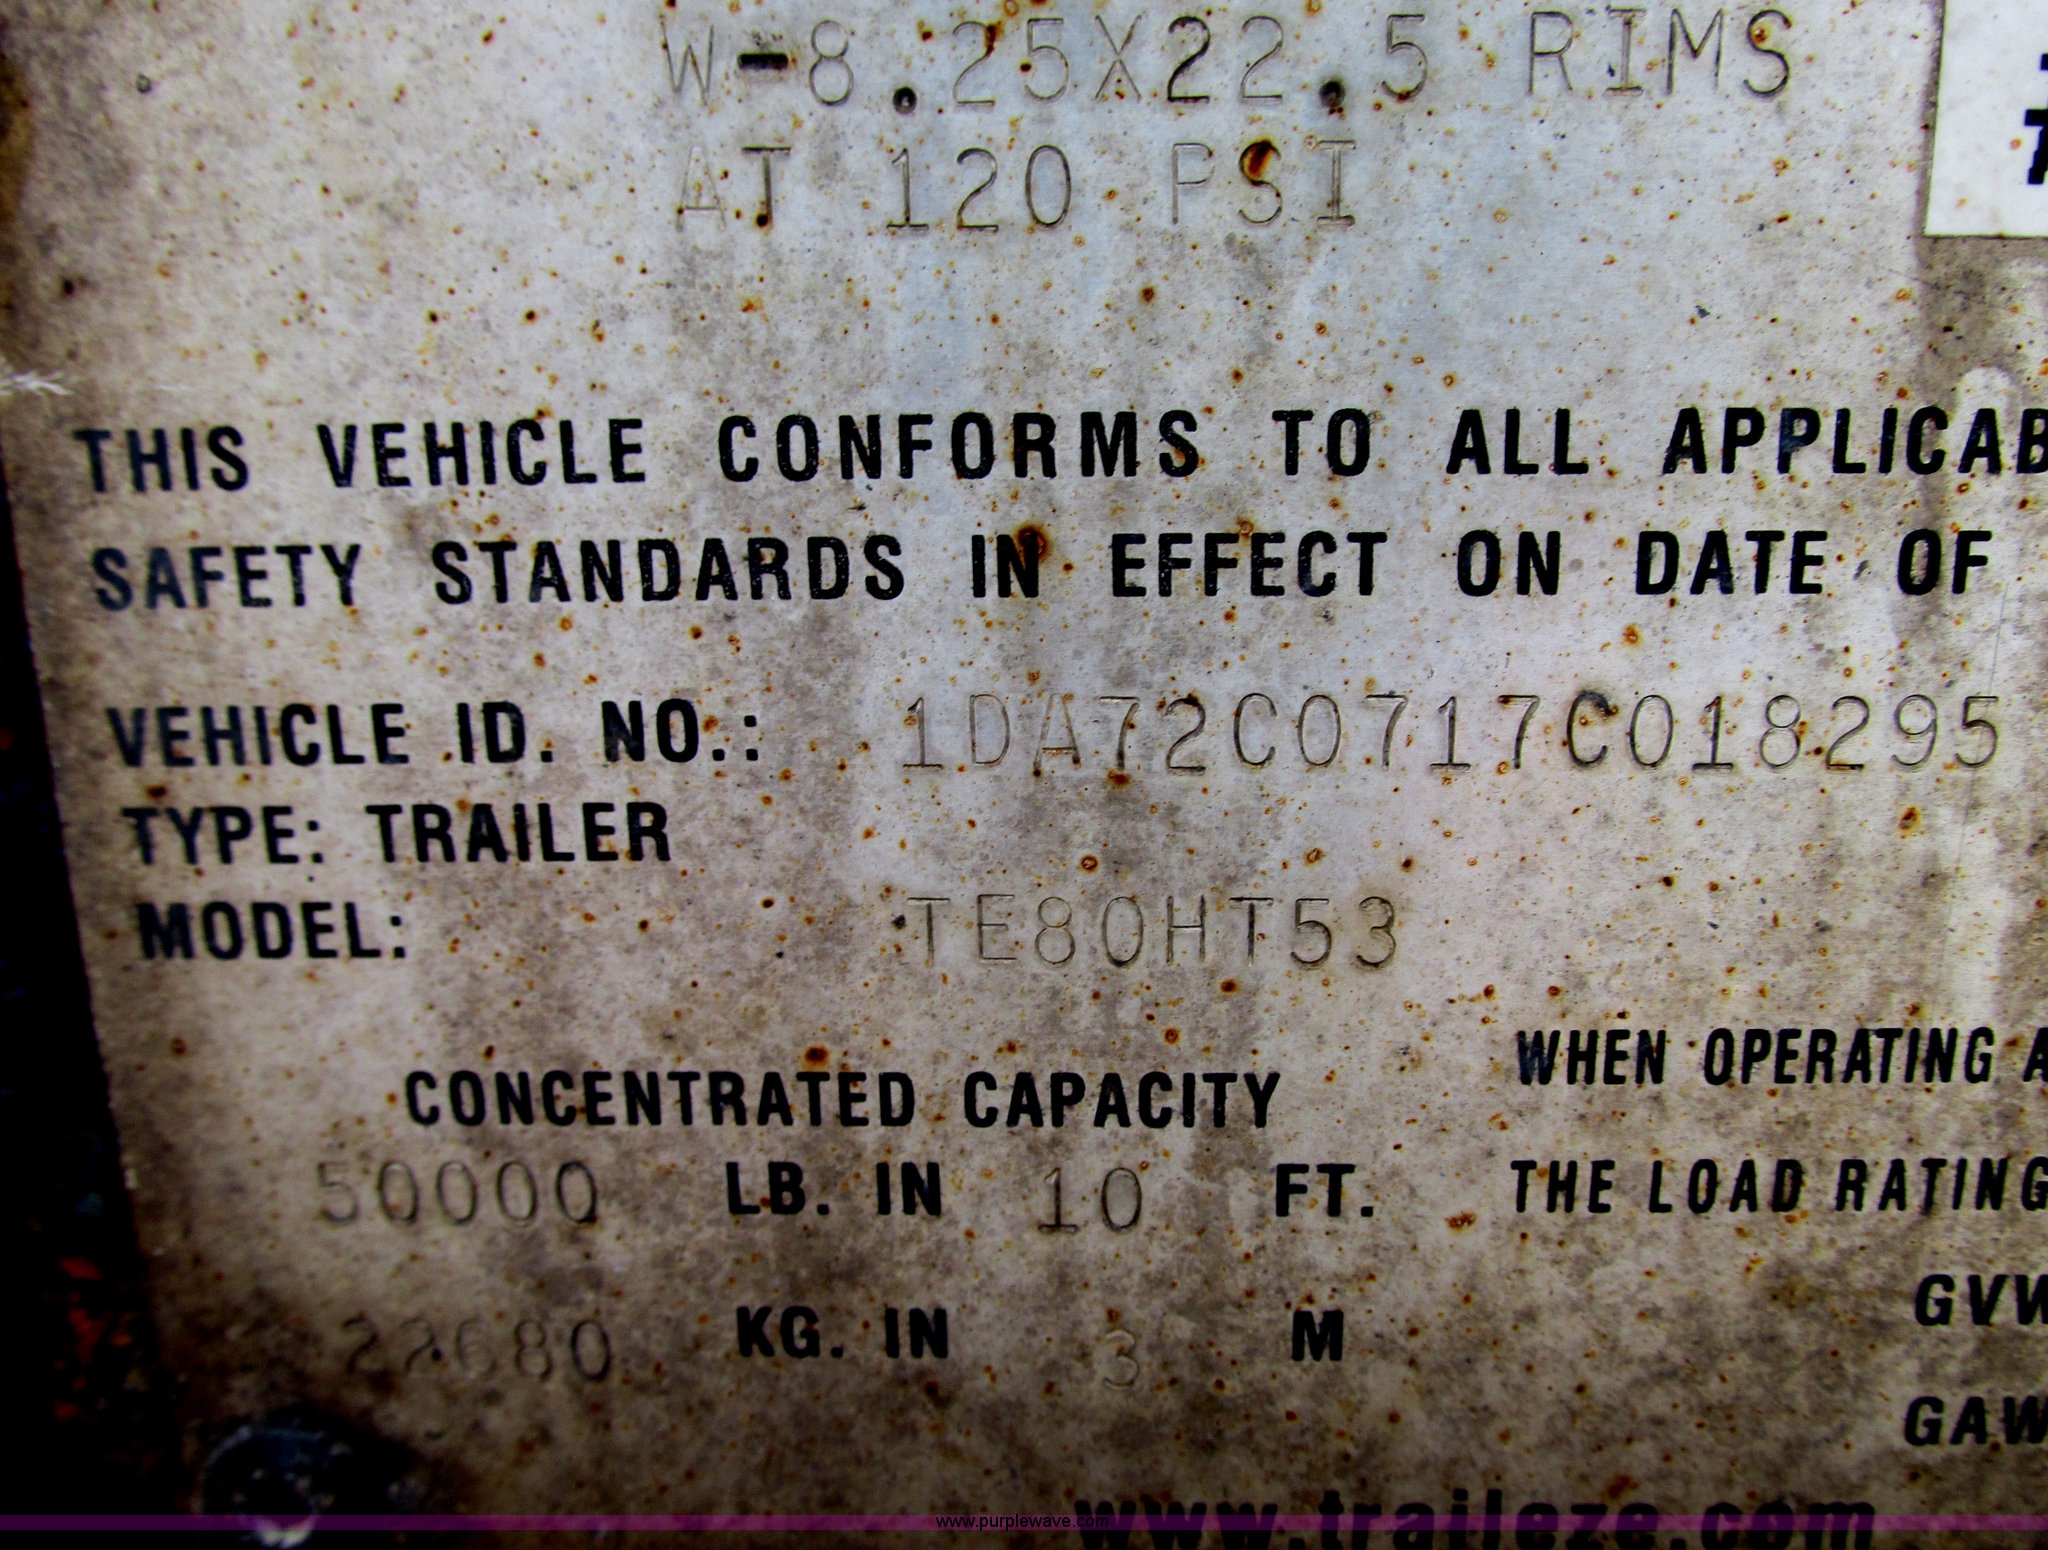 W-8.25X22.5 RIMS
AT 120 PSI
THIS VEHICLE CONFORMS TO ALL APPLICAB
SAFETY STANDARDS IN EFFECT ON DATE OF
VEHICLE ID. NO.: 1DA72C0717C018295
TYPE: TRAILER
MODEL: TE80HT53
CONCENTRATED CAPACITY
50000 LB. IN 10 FT.
22680 KG. IN 3 M
WHEN OPERATING A
THE LOAD RATING
GVW
GAW
www.traileze.com
www.purplewave.com